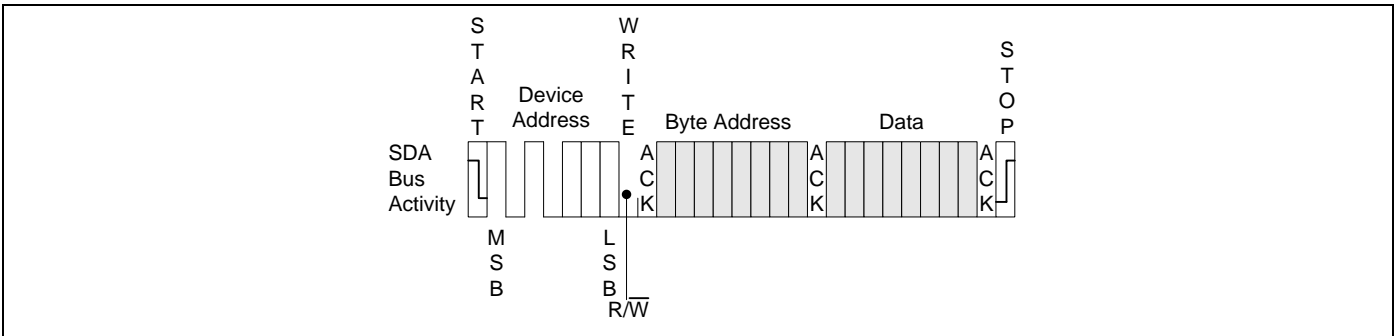 START
WRITE
STOP
Device
Address
Byte Address
Data
SDA
Bus
Activity
ACK
ACK
ACK
MSB
LSB
R/W̅